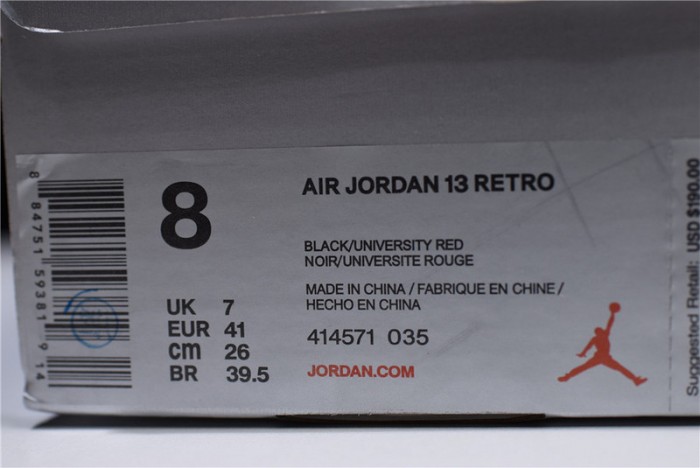 8 84751 59381 9 14
8
UK 7
EUR 41
cm 26
BR 39.5
AIR JORDAN 13 RETRO
BLACK/UNIVERSITY RED
NOIR/UNIVERSITE ROUGE
MADE IN CHINA / FABRIQUE EN CHINE /
HECHO EN CHINA
414571 035
JORDAN.COM
Suggested Retail: USD $190.00